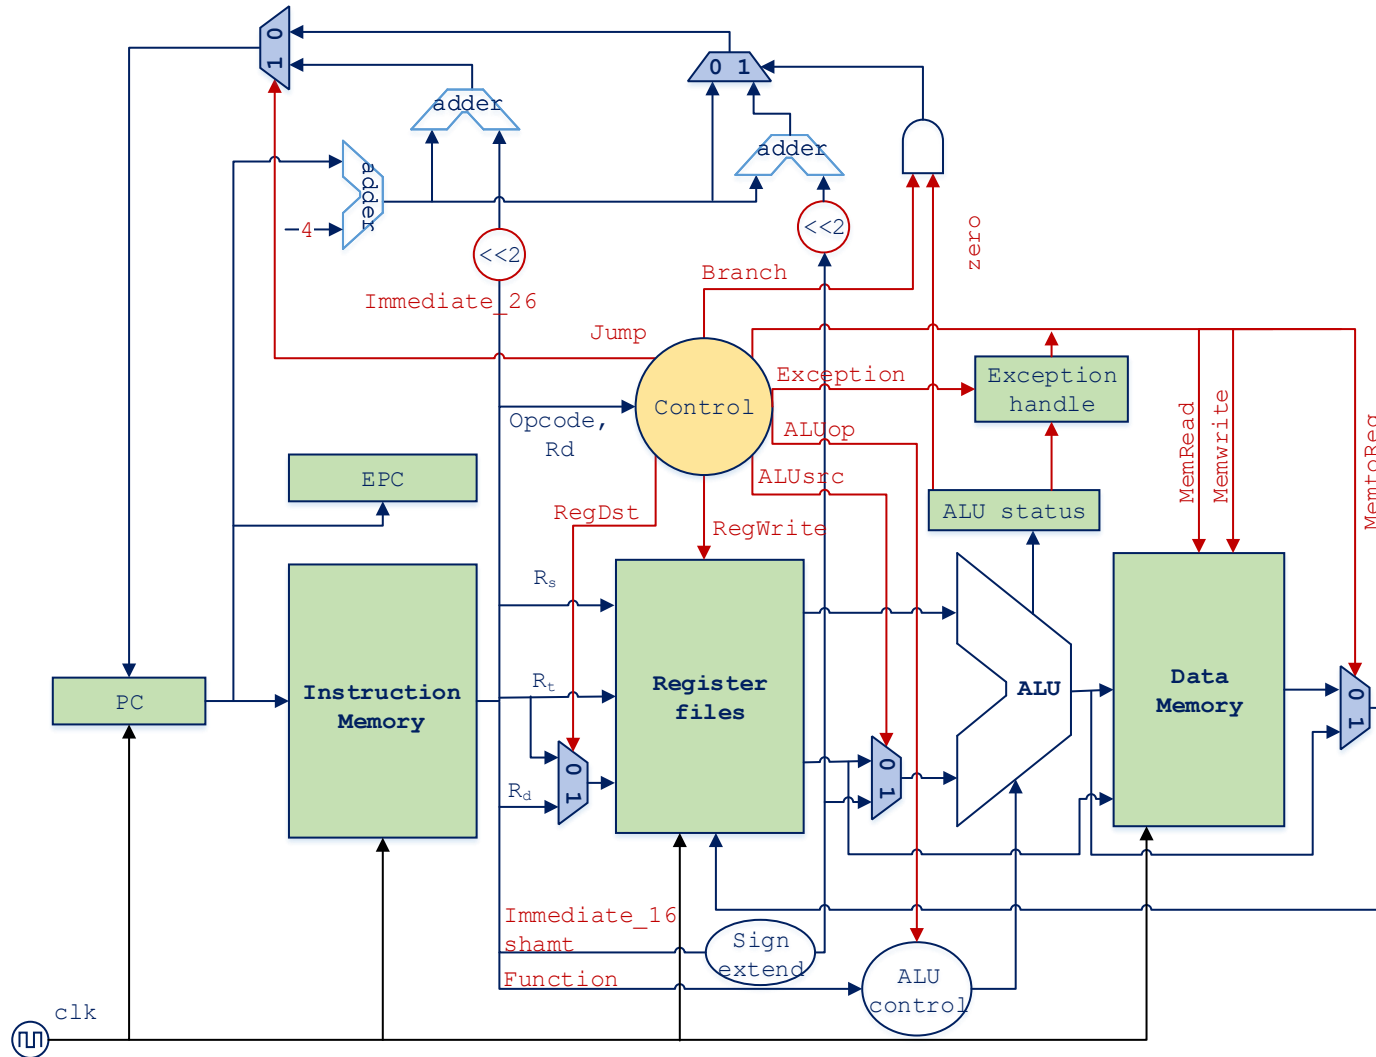 0
1
0 1
adder
adder
adder
-4
<<2
<<2
zero
Branch
Immediate_26
Jump
Exception
Exception
handle
Control
Opcode,
Rd
ALUop
MemRead
Memwrite
MemtoReg
EPC
ALUsrc
ALU status
RegDst
RegWrite
Rs
Rt
Rd
PC
Instruction
Memory
Register
files
ALU
Data
Memory
0
1
0
1
0
1
Immediate_16
shamt
Sign
extend
Function
ALU
control
clk